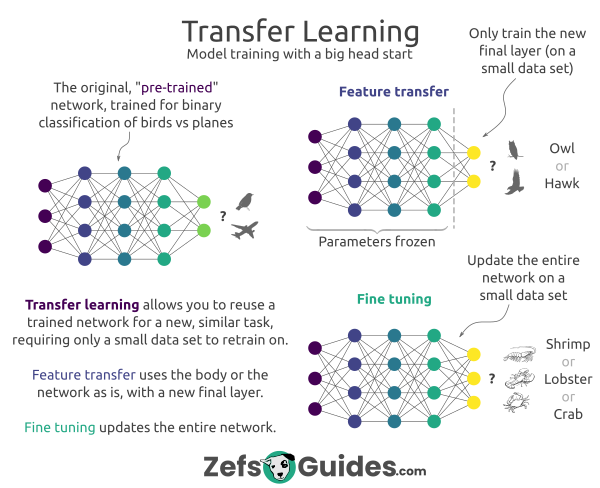 Transfer Learning
Model training with a big head start
The original, "pre-trained"
network, trained for binary
classification of birds vs planes
?
Transfer learning allows you to reuse a
trained network for a new, similar task,
requiring only a small data set to retrain on.
Feature transfer uses the body or the
network as is, with a new final layer.
Fine tuning updates the entire network.
Only train the new
final layer (on a
small data set)
Feature transfer
?
Owl
or
Hawk
Parameters frozen
Update the entire
network on a
small data set
Fine tuning
?
Shrimp
or
Lobster
or
Crab
ZefsGuides.com